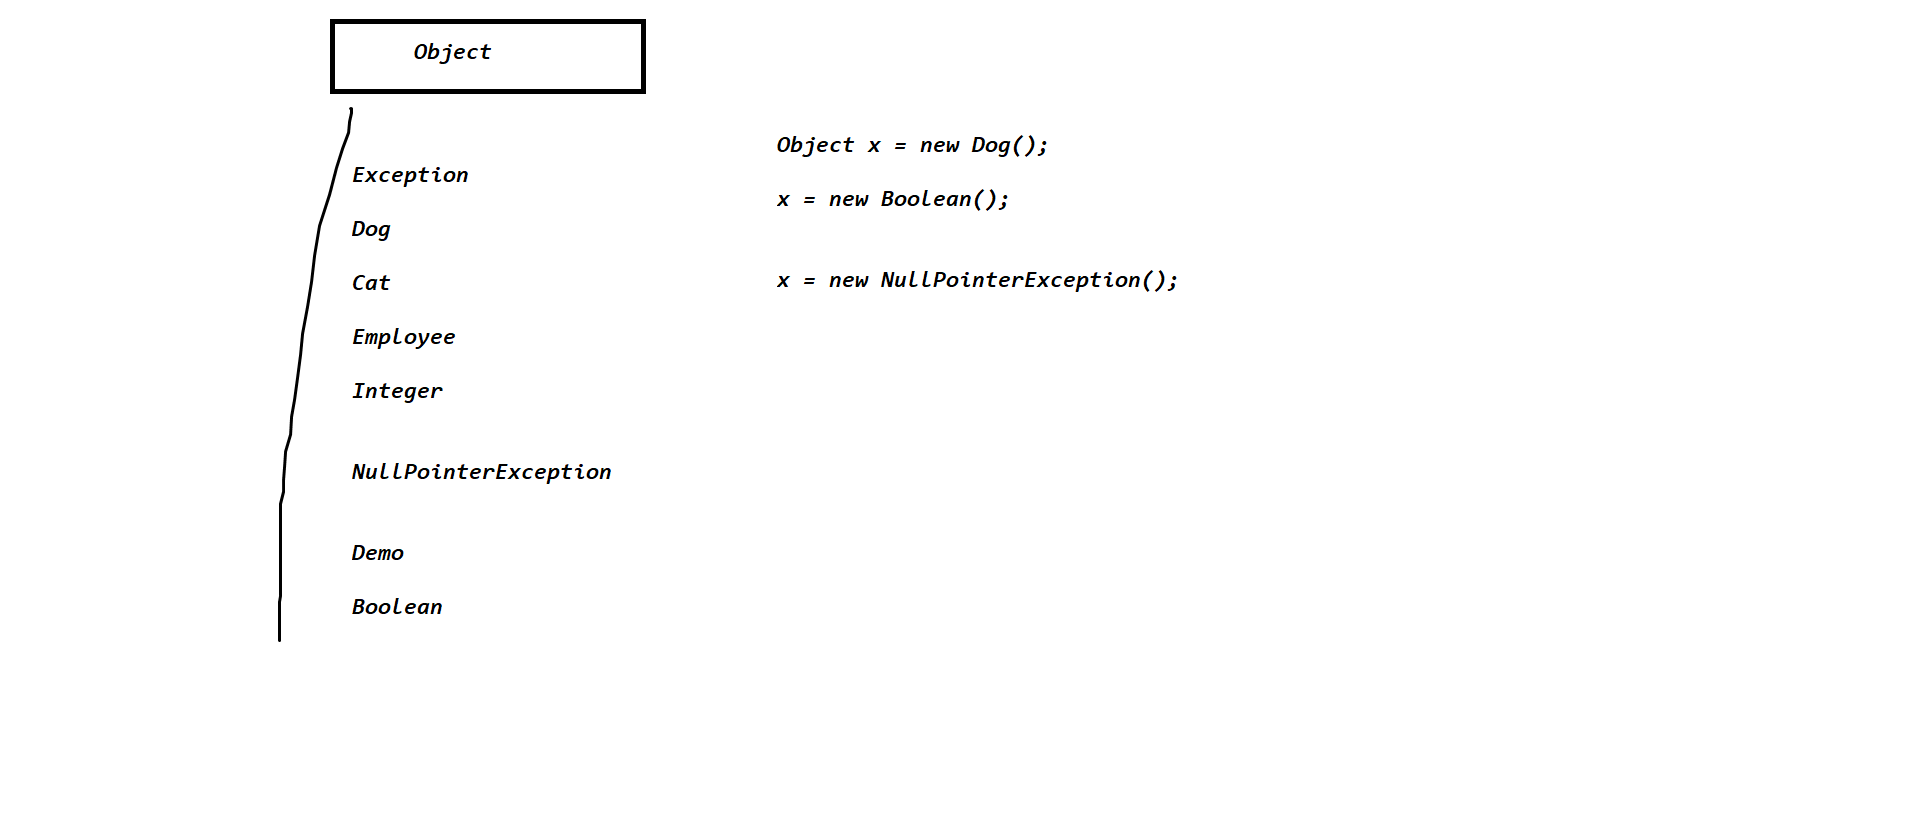 Object
Exception
Dog
Cat
Employee
Integer
NullPointerException
Demo
Boolean
Object x = new Dog();
x = new Boolean();
x = new NullPointerException();